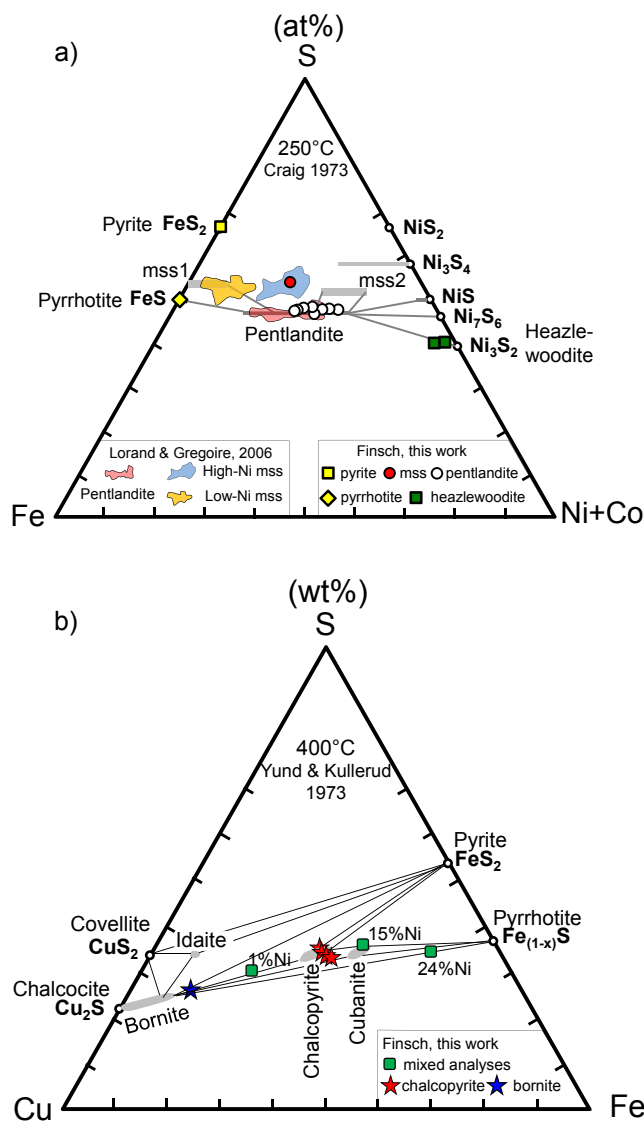 (at%)
a)
S
250°C
Craig 1973
Pyrite FeS2
NiS2
mss1
Ni3S4
mss2
Pyrrhotite FeS
NiS
Ni7S6
Pentlandite
Ni3S2
Heazle-
woodite
Lorand & Gregoire, 2006
High-Ni mss
Pentlandite
Low-Ni mss
Finsch, this work
pyrite mss pentlandite
pyrrhotite heazlewoodite
Fe
Ni+Co
(wt%)
b)
S
400°C
Yund & Kullerud
1973
Pyrite
FeS2
Pyrrhotite
Fe(1-x)S
Covellite
CuS2
Idaite
15%Ni
1%Ni
24%Ni
Chalcocite
Cu2S
Bornite
Chalcopyrite
Cubanite
Finsch, this work
mixed analyses
chalcopyrite bornite
Cu
Fe